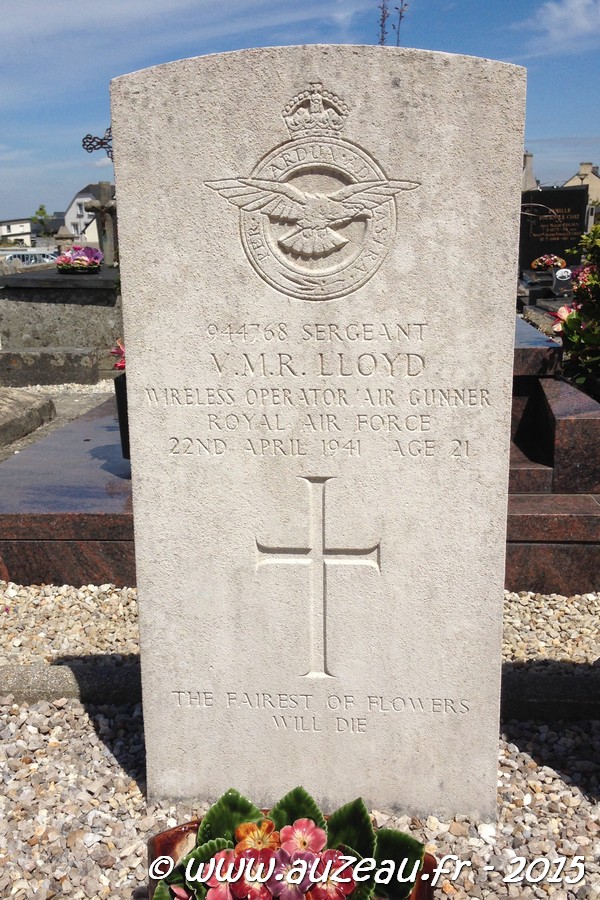 PER ARDUA AD ASTRA
944768 SERGEANT
V.M.R. LLOYD
WIRELESS OPERATOR/AIR GUNNER
ROYAL AIR FORCE
22ND APRIL 1941 AGE 21
THE FAIREST OF FLOWERS
WILL DIE
© www.auzeau.fr - 2015